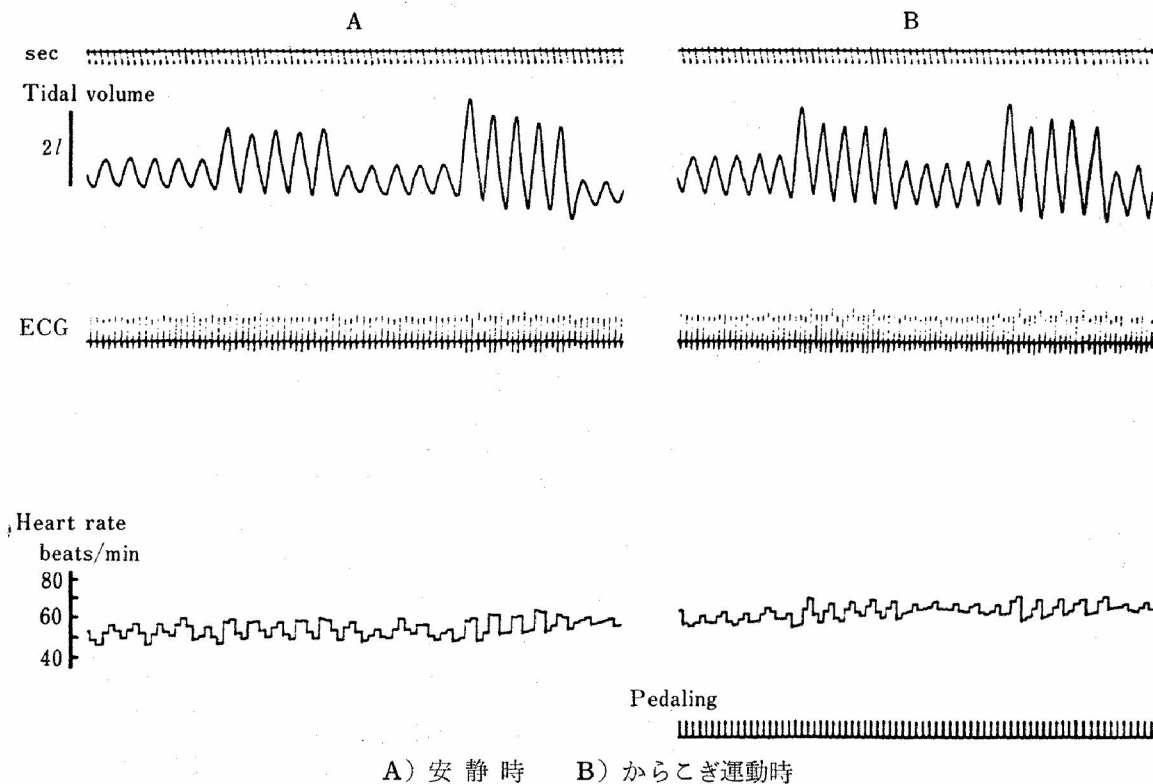 A B
sec
Tidal volume
2l
ECG
Heart rate
beats/min
80
60
40
Pedaling
A) 安静時 B) からこぎ運動時